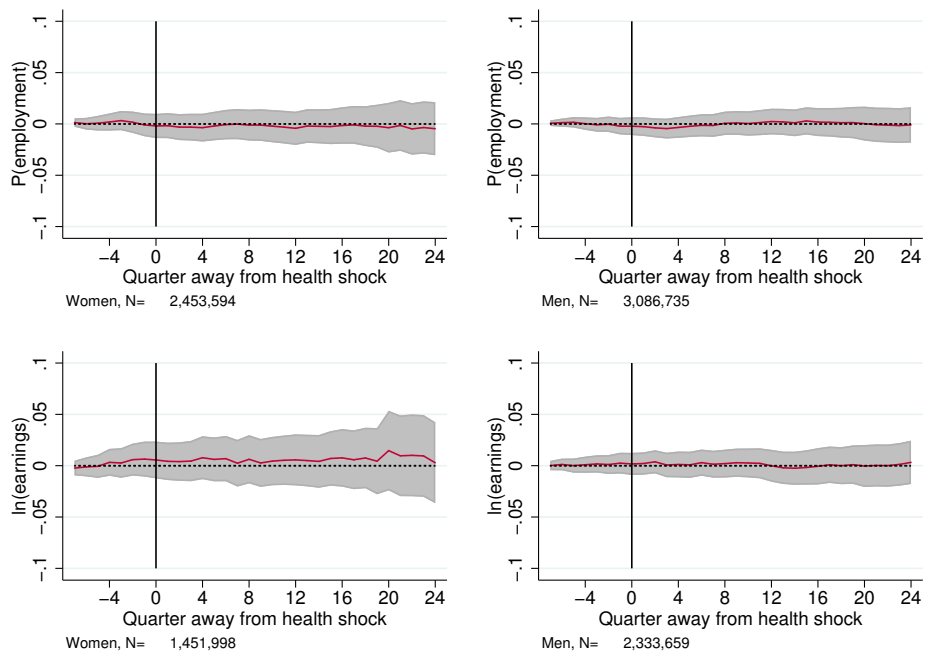 P(employment)
.1
.05
0
−.05
−.1
−4 0 4 8 12 16 20 24
Quarter away from health shock
Women, N= 2,453,594
P(employment)
.1
.05
0
−.05
−.1
−4 0 4 8 12 16 20 24
Quarter away from health shock
Men, N= 3,086,735
ln(earnings)
.1
.05
0
−.05
−.1
−4 0 4 8 12 16 20 24
Quarter away from health shock
Women, N= 1,451,998
ln(earnings)
.1
.05
0
−.05
−.1
−4 0 4 8 12 16 20 24
Quarter away from health shock
Men, N= 2,333,659